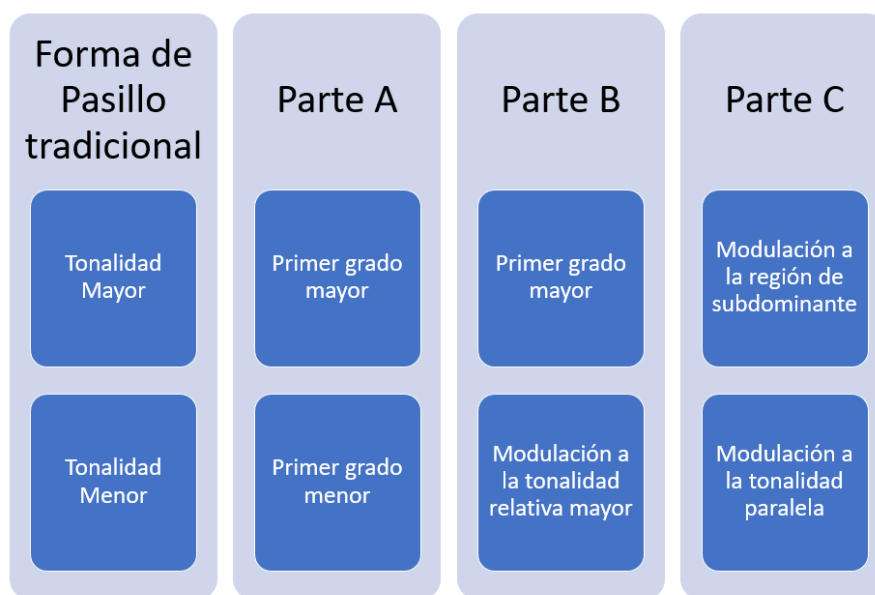 Forma de
Pasillo
tradicional
Parte A
Parte B
Parte C
Tonalidad
Mayor
Primer grado
mayor
Primer grado
mayor
Modulación a
la región de
subdominante
Tonalidad
Menor
Primer grado
menor
Modulación a
la tonalidad
relativa mayor
Modulación a
la tonalidad
paralela